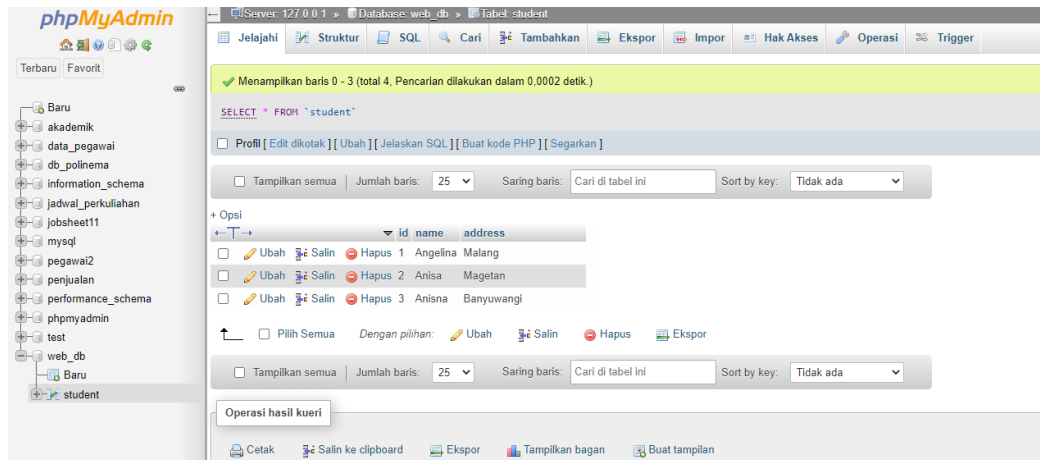 phpMyAdmin
Terbaru Favorit
Baru
akademik
data_pegawai
db_polinema
information_schema
jadwal_perkuliahan
jobsheet11
mysql
pegawai2
penjualan
performance_schema
phpmyadmin
test
web_db
Baru
student
Server: 127.0.0.1 » Database: web_db » Tabel: student
Jelajahi Struktur SQL Cari Tambahkan Ekspor Impor Hak Akses Operasi Trigger
Menampilkan baris 0 - 3 (total 4, Pencarian dilakukan dalam 0,0002 detik.)
SELECT * FROM `student`
Profil [ Edit dikotak ] [ Ubah ] [ Jelaskan SQL ] [ Buat kode PHP ] [ Segarkan ]
Tampilkan semua | Jumlah baris: 25 Saring baris: Cari di tabel ini Sort by key: Tidak ada
+ Opsi
←T→ id name address
Ubah Salin Hapus 1 Angelina Malang
Ubah Salin Hapus 2 Anisa Magetan
Ubah Salin Hapus 3 Anisna Banyuwangi
Pilih Semua Dengan pilihan: Ubah Salin Hapus Ekspor
Tampilkan semua | Jumlah baris: 25 Saring baris: Cari di tabel ini Sort by key: Tidak ada
Operasi hasil kueri
Cetak Salin ke clipboard Ekspor Tampilkan bagan Buat tampilan